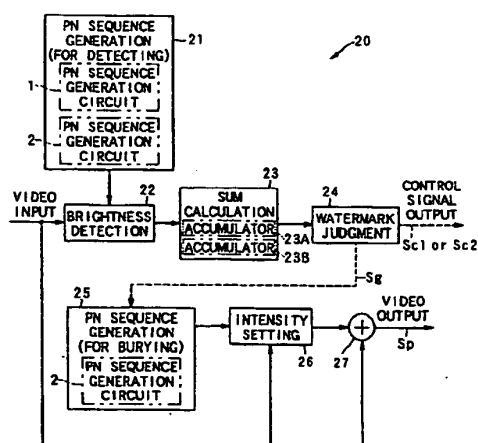 PN SEQUENCE
GENERATION
(FOR DETECTING)
21
20
1
PN SEQUENCE
GENERATION
CIRCUIT
2
PN SEQUENCE
GENERATION
CIRCUIT
VIDEO
INPUT
22
BRIGHTNESS
DETECTION
23
SUM
CALCULATION
ACCUMULATOR
23A
ACCUMULATOR
23B
24
WATERMARK
JUDGMENT
CONTROL
SIGNAL
OUTPUT
Sc1 or Sc2
Sg
25
PN SEQUENCE
GENERATION
(FOR BURYING)
2
PN SEQUENCE
GENERATION
CIRCUIT
INTENSITY
SETTING
26
+
27
VIDEO
OUTPUT
Sp